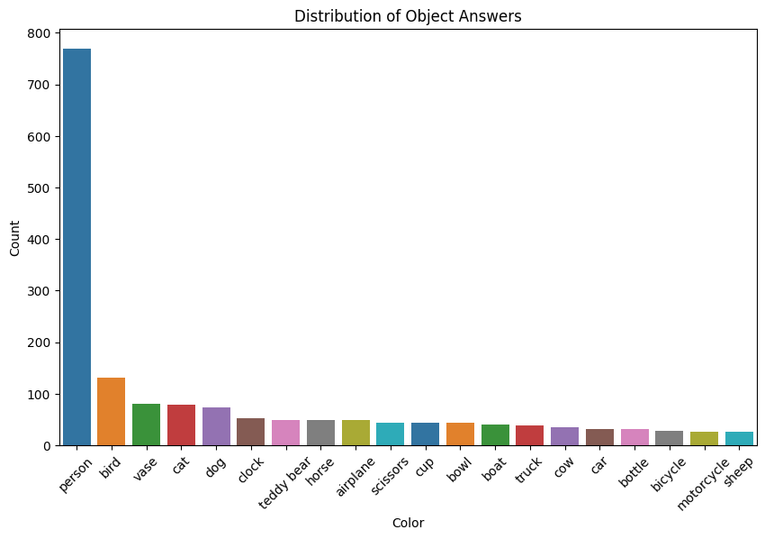 Distribution of Object Answers
Count
800
700
600
500
400
300
200
100
0
person
bird
vase
cat
dog
clock
teddy bear
horse
airplane
scissors
cup
bowl
boat
truck
cow
car
bottle
bicycle
motorcycle
sheep
Color